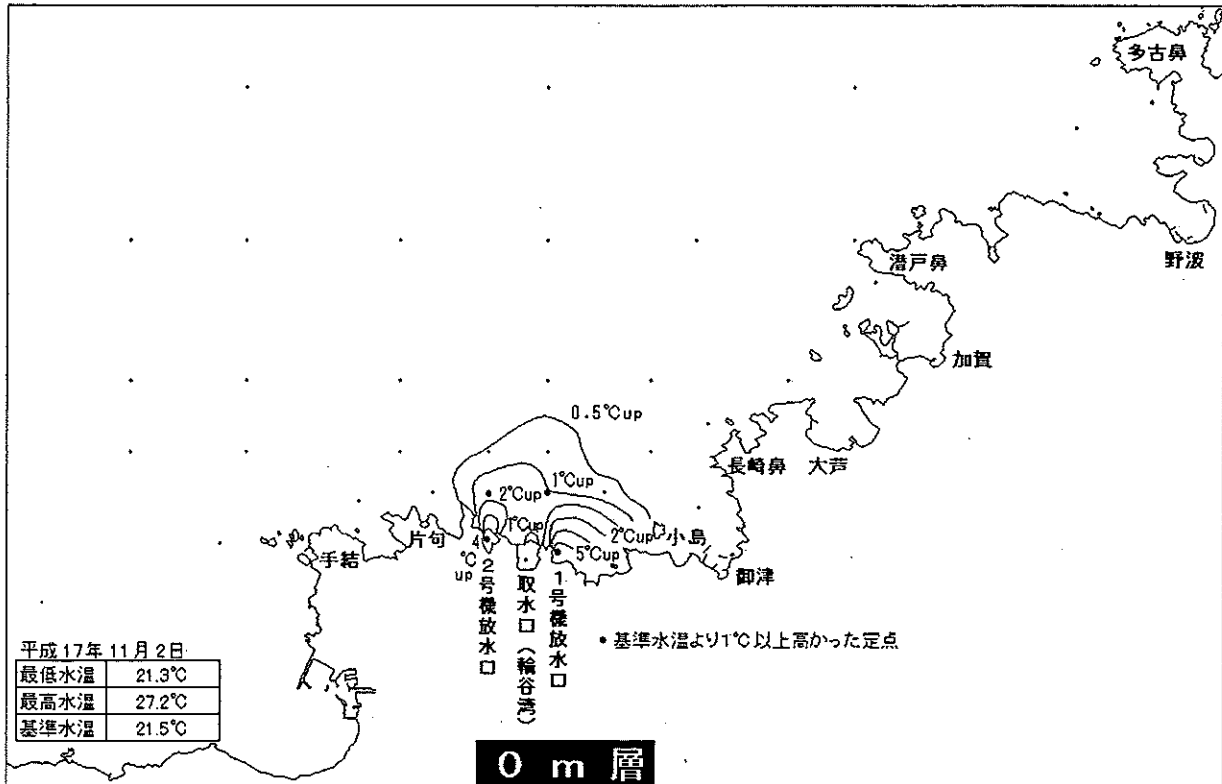 多古鼻
潜戸鼻
野波
加賀
0.5℃up
長崎鼻
大芦
1℃up
2℃up
1℃up
2℃up
小島
片句
手結
4℃up
5℃up
御津
2号機放水口
取水口（輪谷湾）
1号機放水口
• 基準水温より1℃以上高かった定点
平成17年11月2日
最低水温 21.3℃
最高水温 27.2℃
基準水温 21.5℃
0 m 層